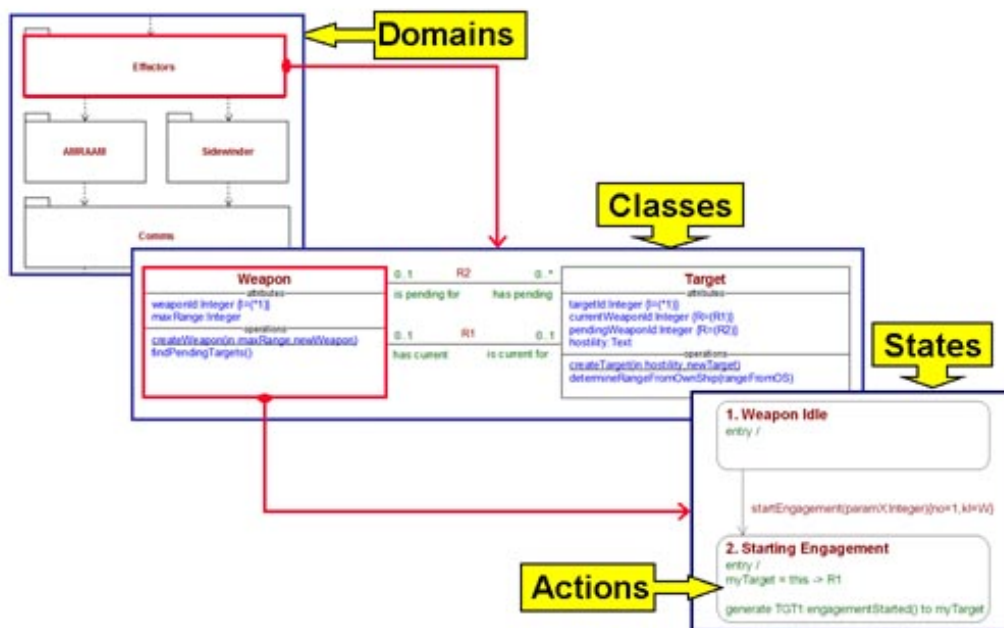 Domains
Effectors
AMRAAM
Sidewinder
Comms
Classes
Weapon
attributes
weaponId:Integer {I=(*1)}
maxRange:Integer
operations
createWeapon(in maxRange,newWeapon)
findPendingTargets()
0..1 R2 0..*
is pending for has pending
0..1 R1 0..1
has current is current for
Target
attributes
targetId:Integer {I=(*1)}
currentWeaponId:Integer {R=(R1)}
pendingWeaponId:Integer {R=(R2)}
hostility:Text
operations
createTarget(in hostility,newTarget)
determineRangeFromOwnShip(rangeFromOS)
States
1. Weapon Idle
entry /
startEngagement(paramX:Integer){no=1,kl=W}
2. Starting Engagement
entry /
myTarget = this -> R1
generate TGT1:engagementStarted() to myTarget
Actions